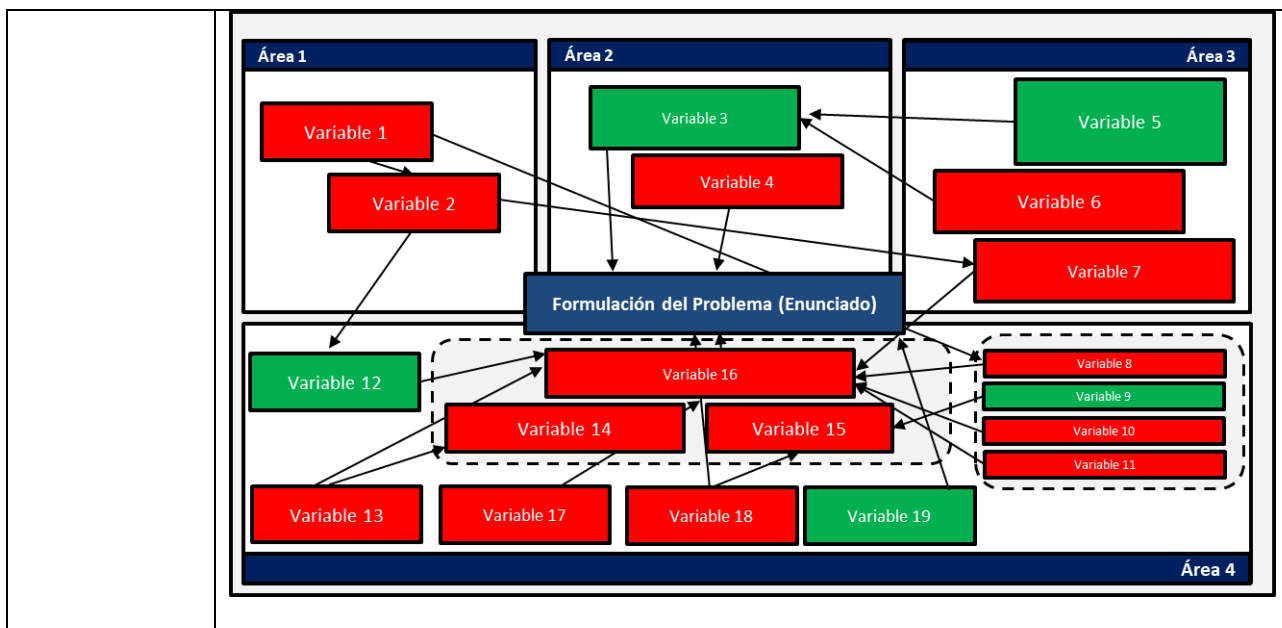 Área 1
Área 2
Área 3
Variable 1
Variable 2
Variable 3
Variable 4
Variable 5
Variable 6
Variable 7
Formulación del Problema (Enunciado)
Variable 12
Variable 16
Variable 14
Variable 15
Variable 8
Variable 9
Variable 10
Variable 11
Variable 13
Variable 17
Variable 18
Variable 19
Área 4